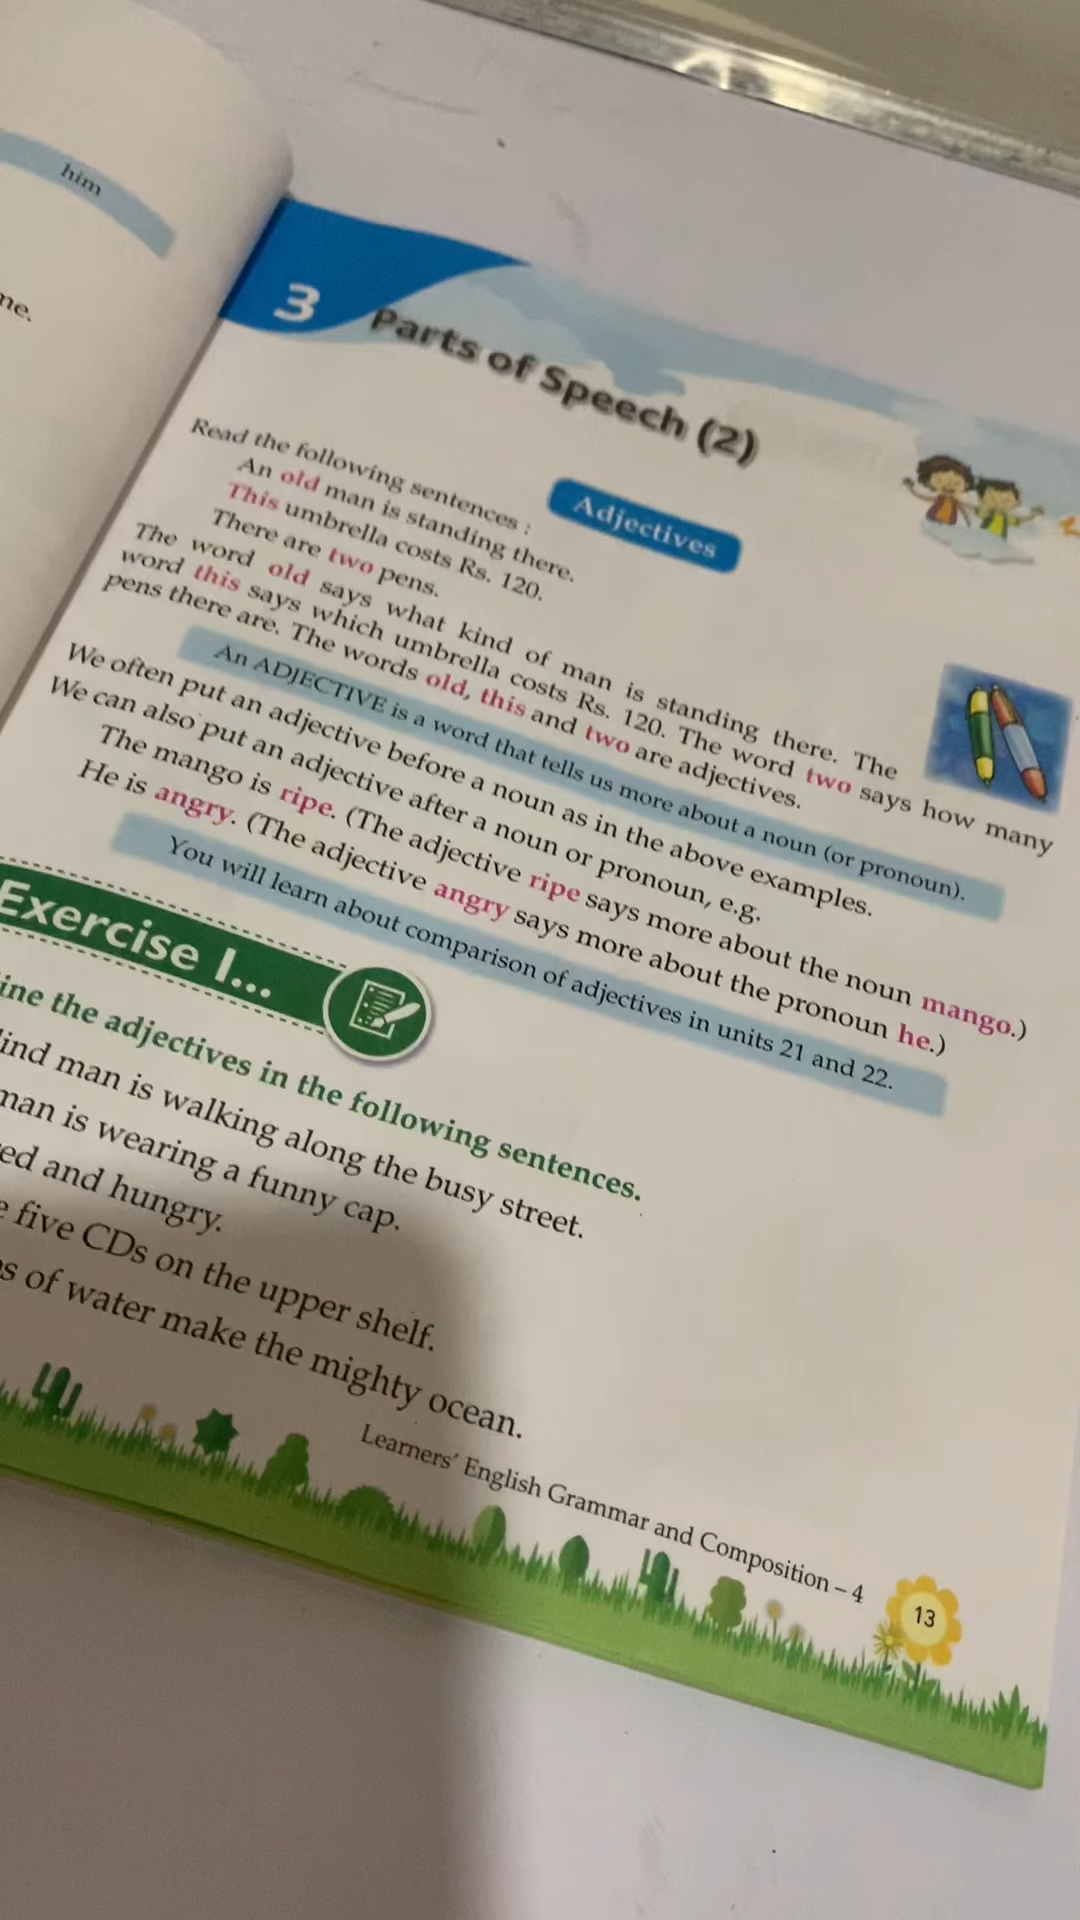 him
me.
3
Parts of Speech (2)
Adjectives
Read the following sentences :
An old man is standing there.
This umbrella costs Rs. 120.
There are two pens.
The word old says what kind of man is standing there. The
word this says which umbrella costs Rs. 120. The word two says how many
pens there are. The words old, this and two are adjectives.
An ADJECTIVE is a word that tells us more about a noun (or pronoun).
We often put an adjective before a noun as in the above examples.
We can also put an adjective after a noun or pronoun, e.g.
The mango is ripe. (The adjective ripe says more about the noun mango.)
He is angry. (The adjective angry says more about the pronoun he.)
You will learn about comparison of adjectives in units 21 and 22.
Exercise I...
ine the adjectives in the following sentences.
lind man is walking along the busy street.
man is wearing a funny cap.
ed and hungry.
e five CDs on the upper shelf.
s of water make the mighty ocean.
Learners' English Grammar and Composition – 4
13